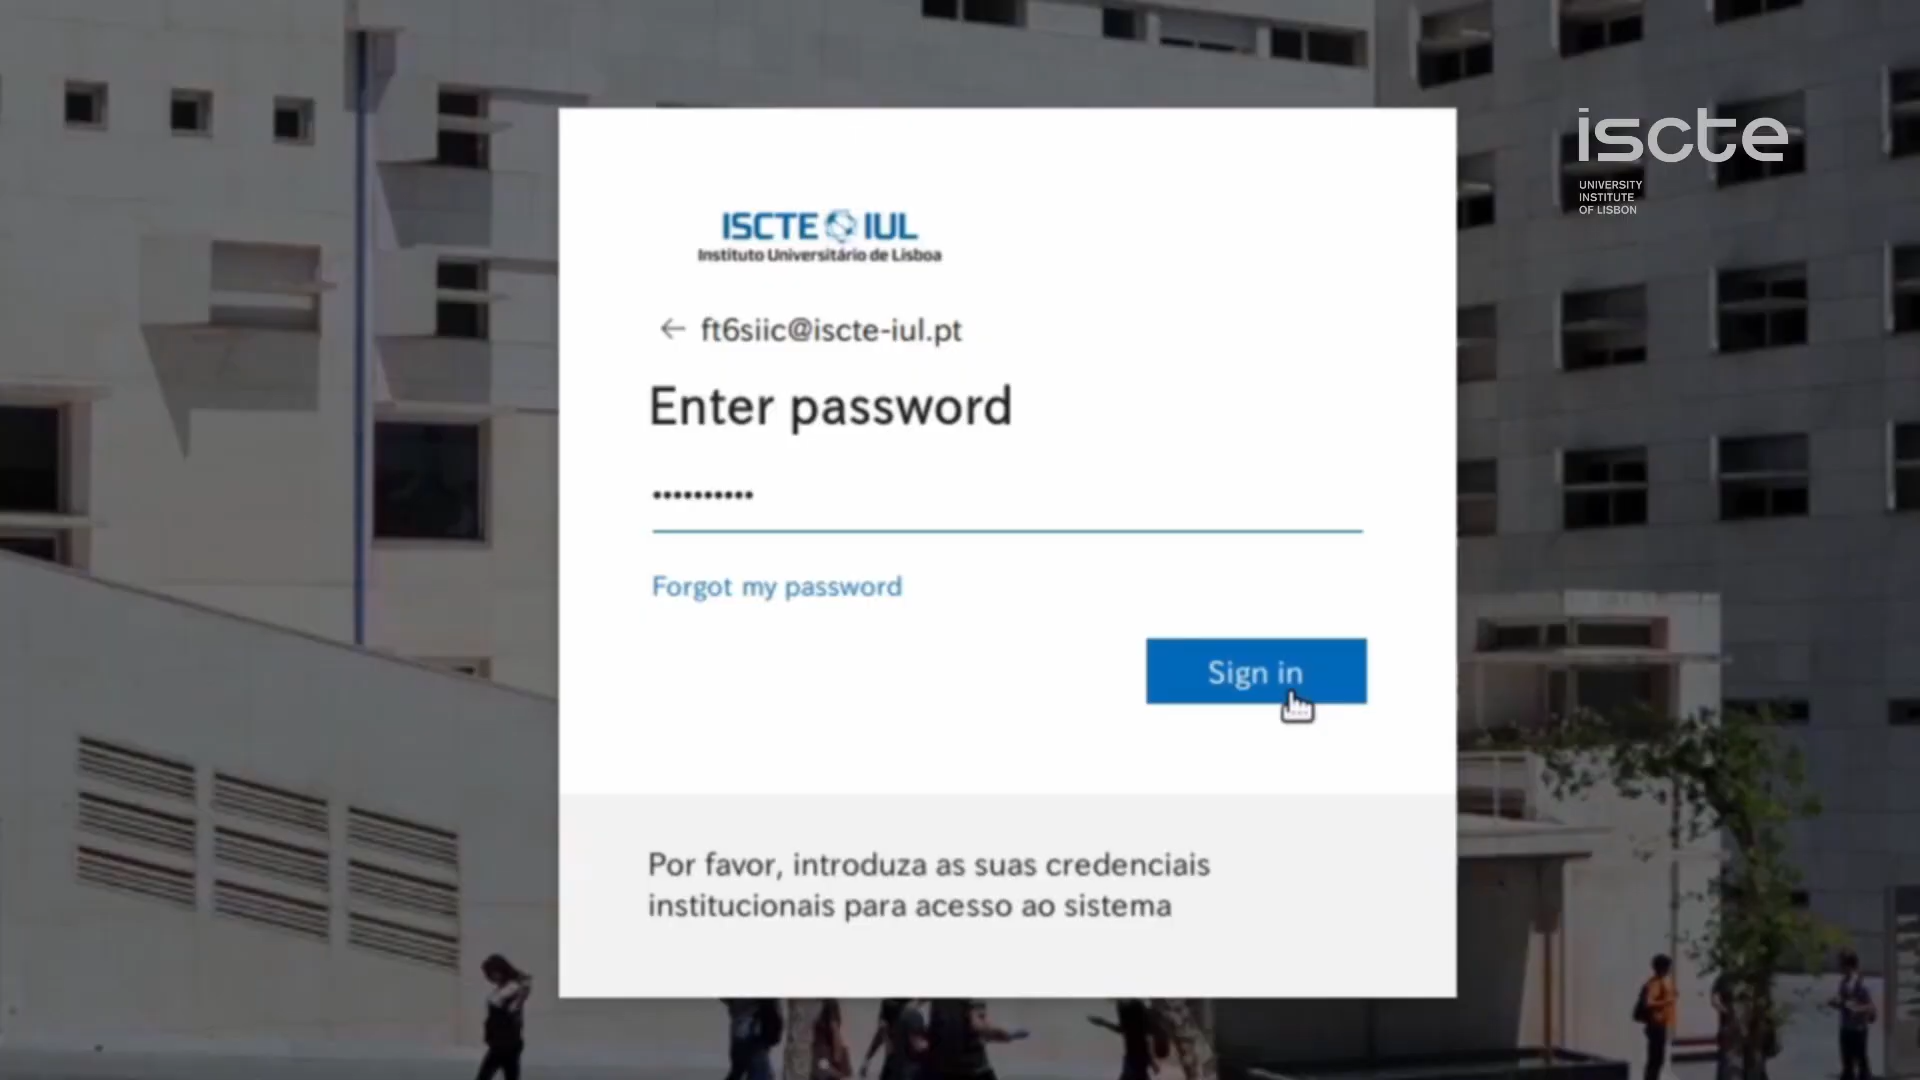 iscte
UNIVERSITY
INSTITUTE
OF LISBON
ISCTE IUL
Instituto Universitário de Lisboa
← ft6siic@iscte-iul.pt
Enter password
••••••••••
Forgot my password
Sign in
Por favor, introduza as suas credenciais
institucionais para acesso ao sistema